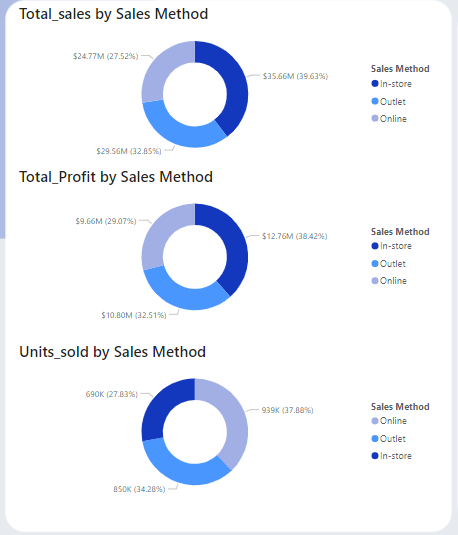 Total_sales by Sales Method
$24.77M (27.52%)
$35.66M (39.63%)
$29.56M (32.85%)
Sales Method
In-store
Outlet
Online
Total_Profit by Sales Method
$9.66M (29.07%)
$12.76M (38.42%)
$10.80M (32.51%)
Sales Method
In-store
Outlet
Online
Units_sold by Sales Method
690K (27.83%)
939K (37.88%)
850K (34.28%)
Sales Method
Online
Outlet
In-store